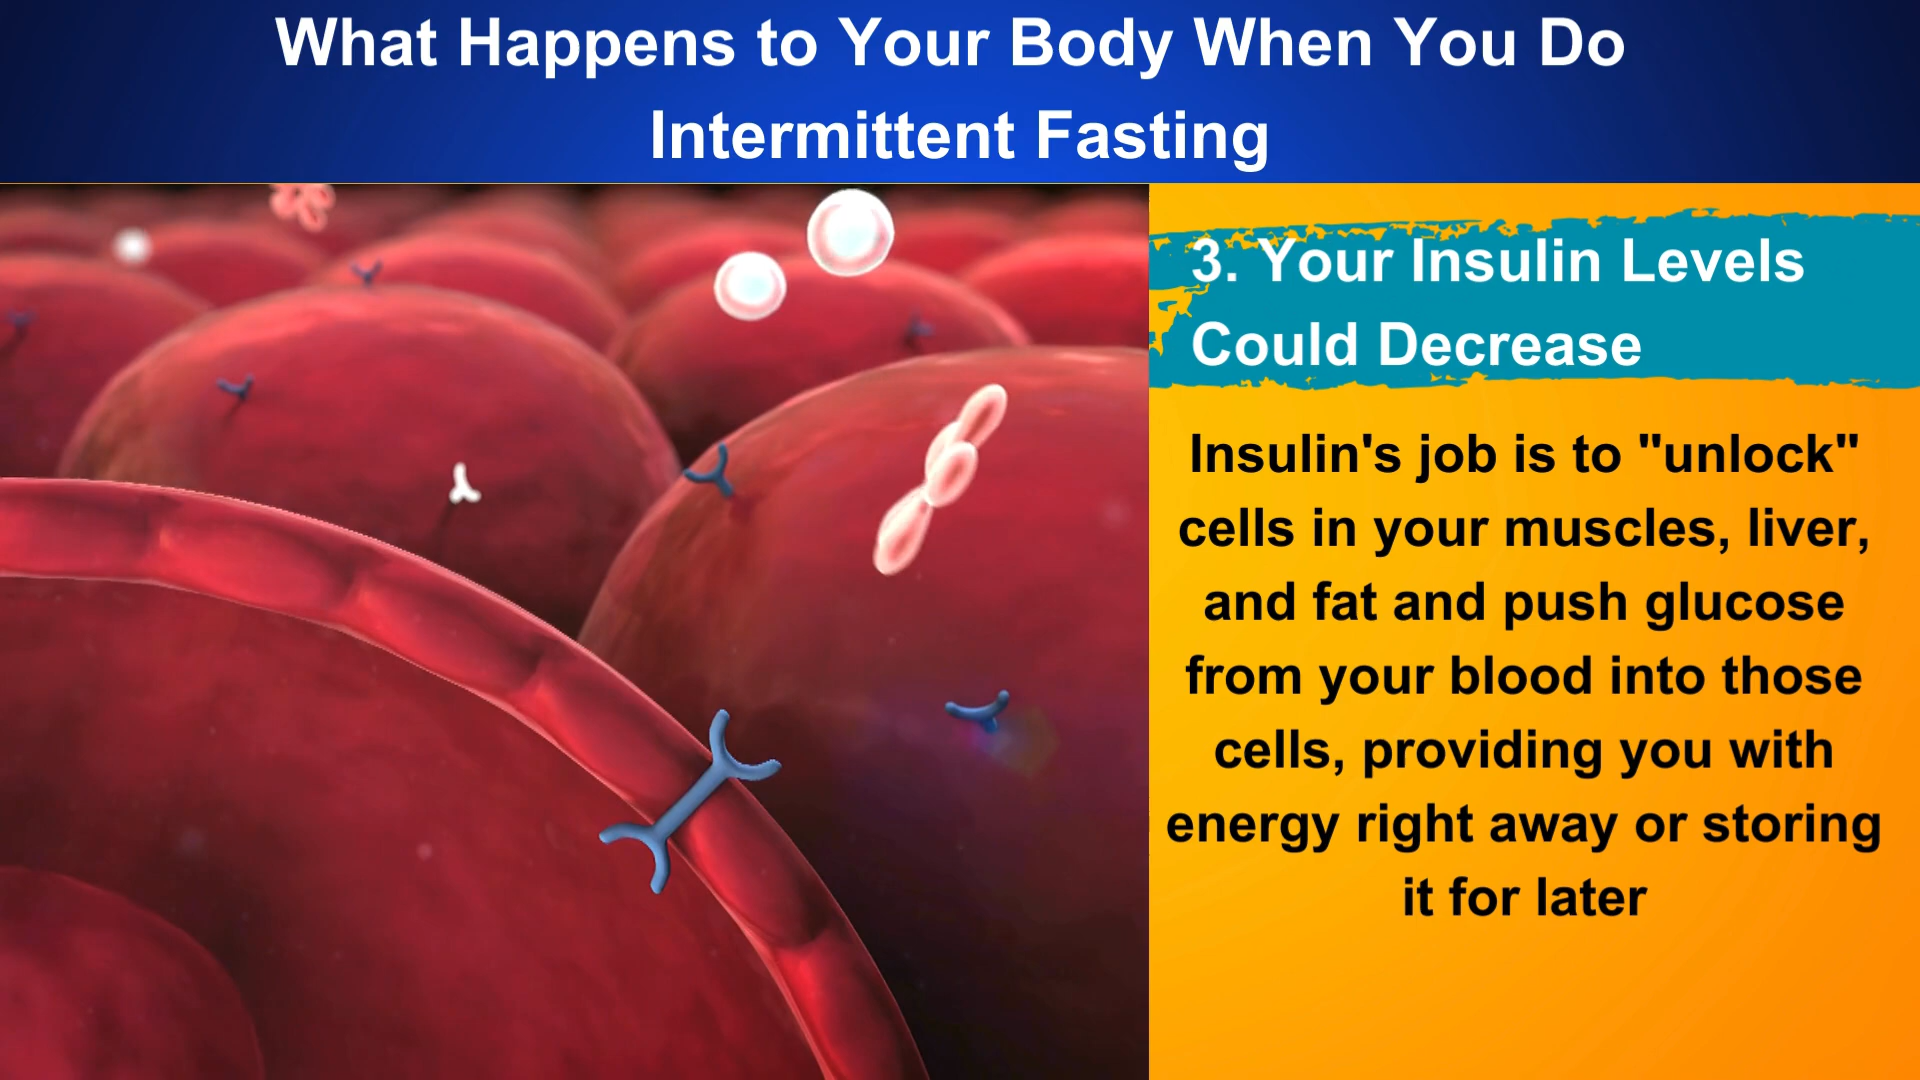 What Happens to Your Body When You Do
Intermittent Fasting
3. Your Insulin Levels
Could Decrease
Insulin's job is to "unlock"
cells in your muscles, liver,
and fat and push glucose
from your blood into those
cells, providing you with
energy right away or storing
it for later